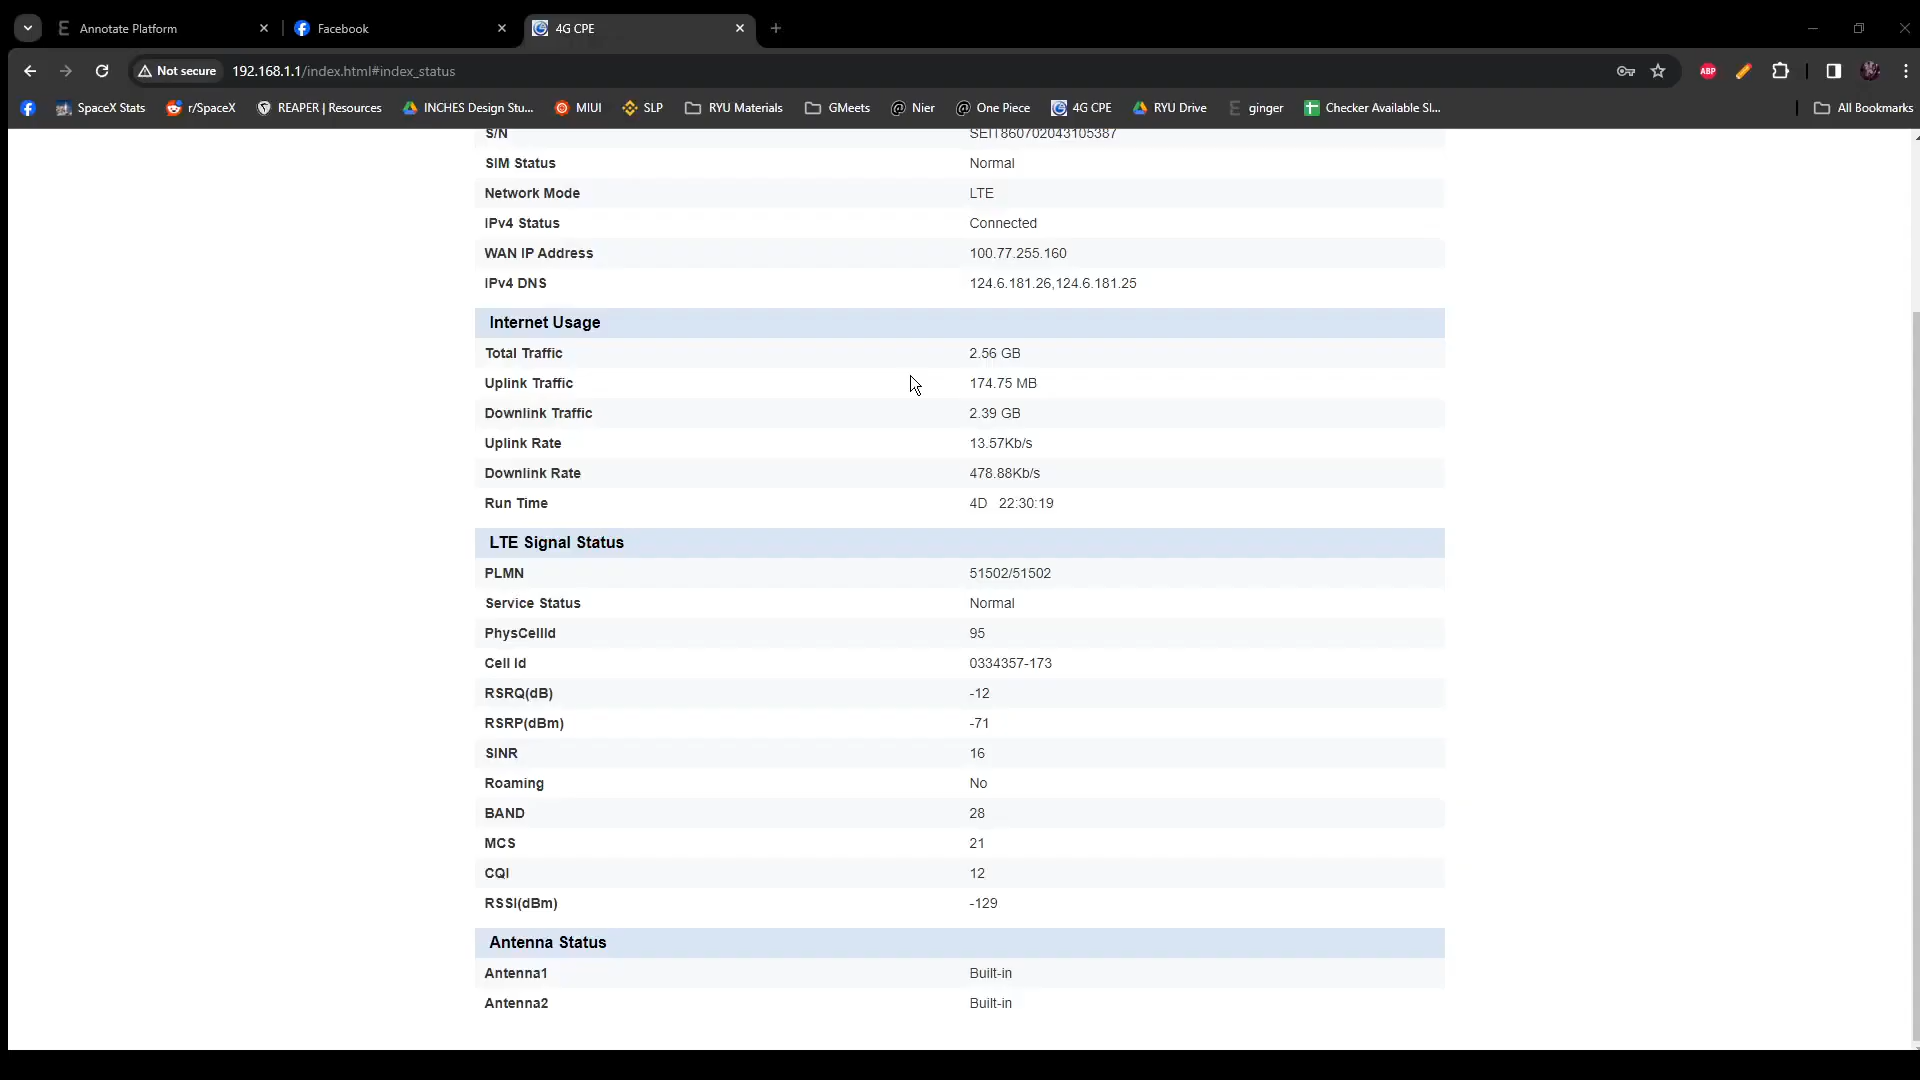 Annotate Platform
Facebook
4G CPE
Not secure
192.168.1.1/index.html#index_status
ABP
SpaceX Stats
r/SpaceX
REAPER | Resources
INCHES Design Stu...
MIUI
SLP
RYU Materials
GMeets
Nier
One Piece
4G CPE
RYU Drive
ginger
Checker Available Sl...
All Bookmarks
S/N SEIT860702043105387
SIM Status Normal
Network Mode LTE
IPv4 Status Connected
WAN IP Address 100.77.255.160
IPv4 DNS 124.6.181.26,124.6.181.25
Internet Usage
Total Traffic 2.56 GB
Uplink Traffic 174.75 MB
Downlink Traffic 2.39 GB
Uplink Rate 13.57Kb/s
Downlink Rate 478.88Kb/s
Run Time 4D 22:30:19
LTE Signal Status
PLMN 51502/51502
Service Status Normal
PhysCellId 95
Cell Id 0334357-173
RSRQ(dB) -12
RSRP(dBm) -71
SINR 16
Roaming No
BAND 28
MCS 21
CQI 12
RSSI(dBm) -129
Antenna Status
Antenna1 Built-in
Antenna2 Built-in